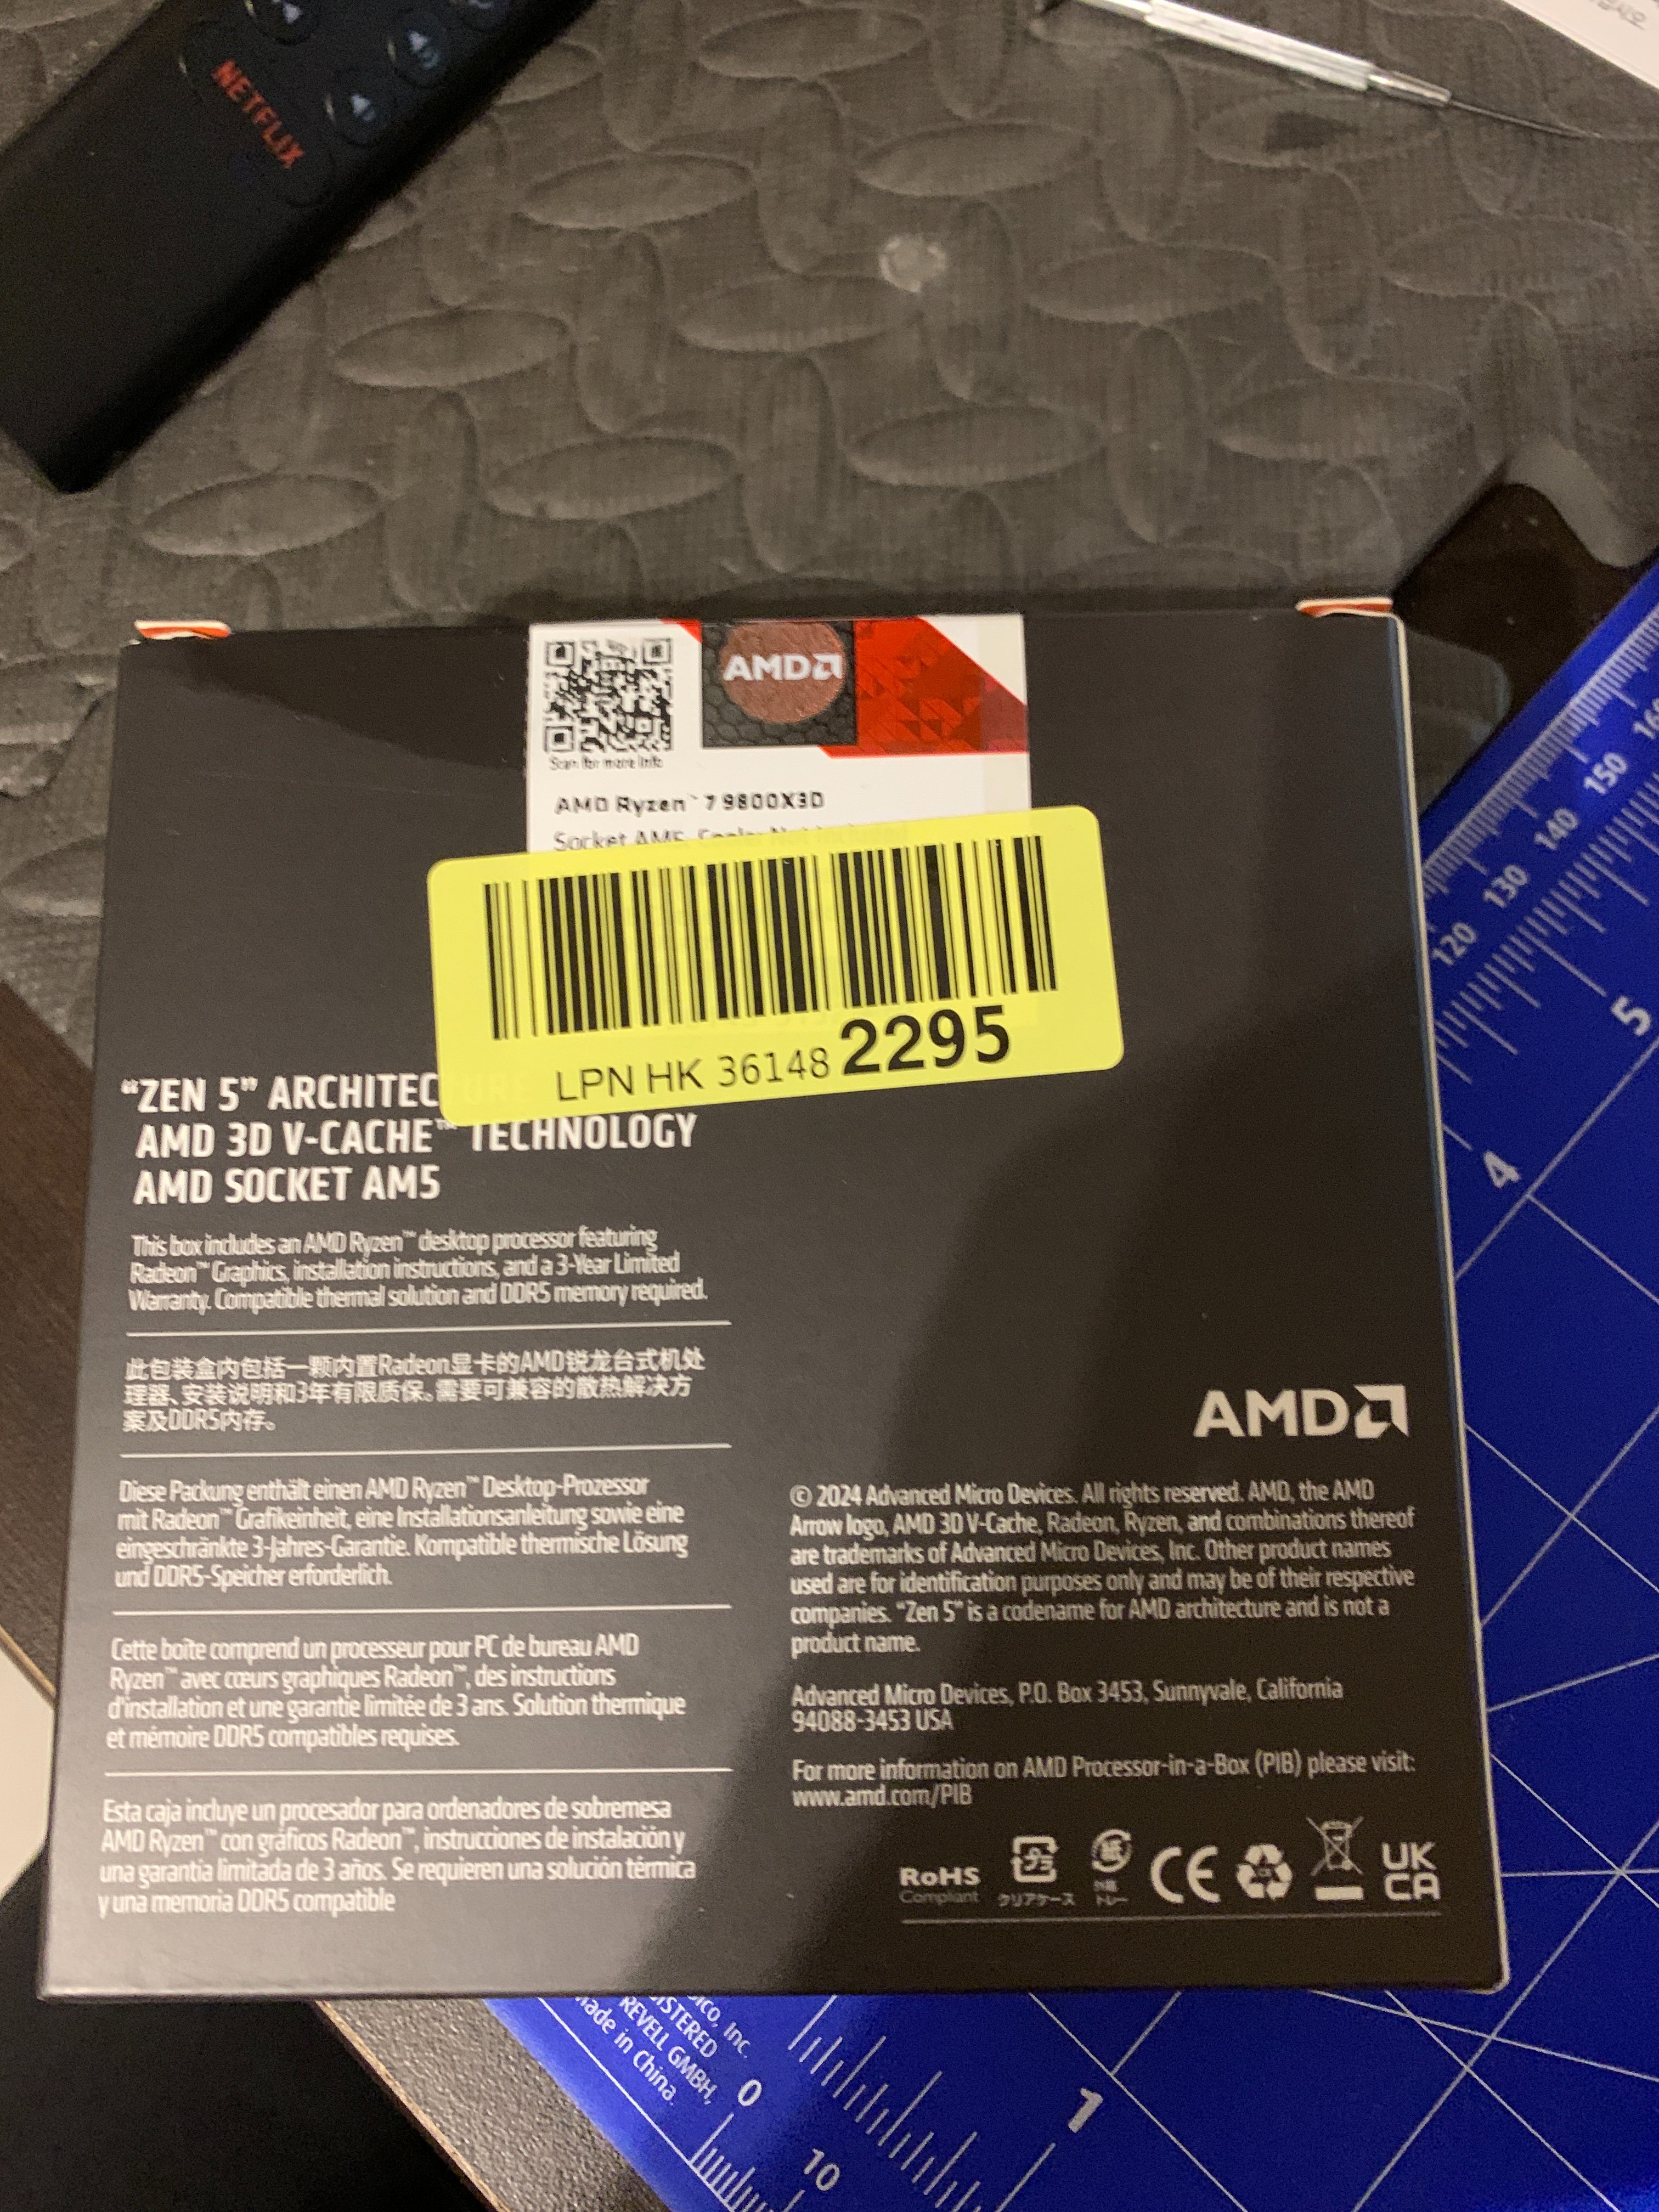 NETFLIX
AMD
Scan for more info
AMD Ryzen™ 7 9800X3D
Socket AM5, Cooler Not Included
LPN HK 36148 2295
“ZEN 5” ARCHITECTURE
AMD 3D V-CACHE™ TECHNOLOGY
AMD SOCKET AM5
This box includes an AMD Ryzen™ desktop processor featuring
Radeon™ Graphics, installation instructions, and a 3-Year Limited
Warranty. Compatible thermal solution and DDR5 memory required.
此包装盒内包括一颗内置Radeon显卡的AMD锐龙台式机处
理器、安装说明和3年有限质保。需要可兼容的散热解决方
案及DDR5内存。
Diese Packung enthält einen AMD Ryzen™ Desktop-Prozessor
mit Radeon™ Grafikeinheit, eine Installationsanleitung sowie eine
eingeschränkte 3-Jahres-Garantie. Kompatible thermische Lösung
und DDR5-Speicher erforderlich.
Cette boîte comprend un processeur pour PC de bureau AMD
Ryzen™ avec cœurs graphiques Radeon™, des instructions
d'installation et une garantie limitée de 3 ans. Solution thermique
et mémoire DDR5 compatibles requises.
Esta caja incluye un procesador para ordenadores de sobremesa
AMD Ryzen™ con gráficos Radeon™, instrucciones de instalación y
una garantía limitada de 3 años. Se requieren una solución térmica
y una memoria DDR5 compatible
AMD
© 2024 Advanced Micro Devices. All rights reserved. AMD, the AMD
Arrow logo, AMD 3D V-Cache, Radeon, Ryzen, and combinations thereof
are trademarks of Advanced Micro Devices, Inc. Other product names
used are for identification purposes only and may be of their respective
companies. “Zen 5” is a codename for AMD architecture and is not a
product name.
Advanced Micro Devices, P.O. Box 3453, Sunnyvale, California
94088-3453 USA
For more information on AMD Processor-in-a-Box (PIB) please visit:
www.amd.com/PIB
RoHS
Compliant
プラ
クリアケース
紙
トレー
CE
UK
CA
160
150
140
130
120
5
4
Inc.
REVELL GMBH,
Made in China.
0
1
10